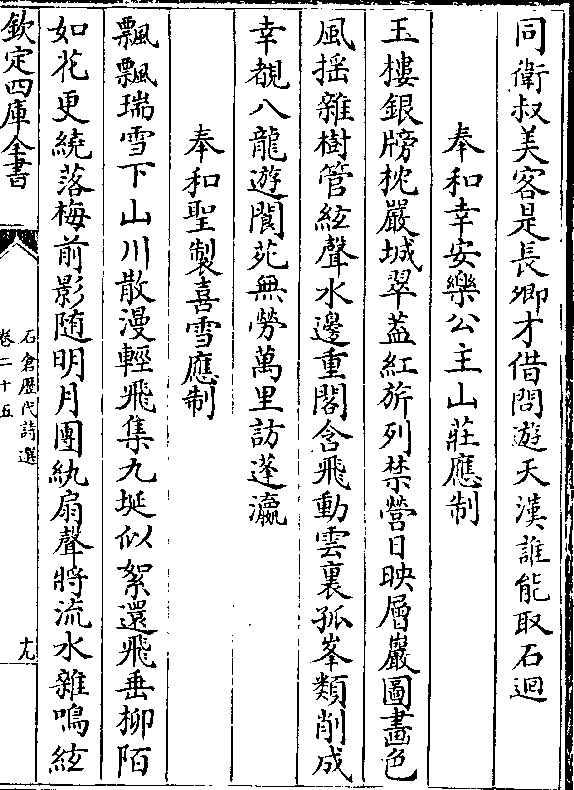 同衛叔美客是長卿才借問遊天漢誰能取石迴
奉和幸安樂公主山莊應制
玉樓銀牓枕嚴城翠葢紅旂列禁營日映層巖圖畫色
風揺雜樹管絃聲水邊重閣含飛動雲裏孤峯類削成
幸覩八龍遊閬苑無勞萬里訪蓬瀛
奉和聖製喜雪應制
飄飄瑞雪下山川散漫輕飛集九埏似絮還飛垂柳陌
如花更繞落梅前影随明月團紈扇聲將流水雜鳴絃
欽定四庫全書
石倉歴代詩選
卷二十五
十九